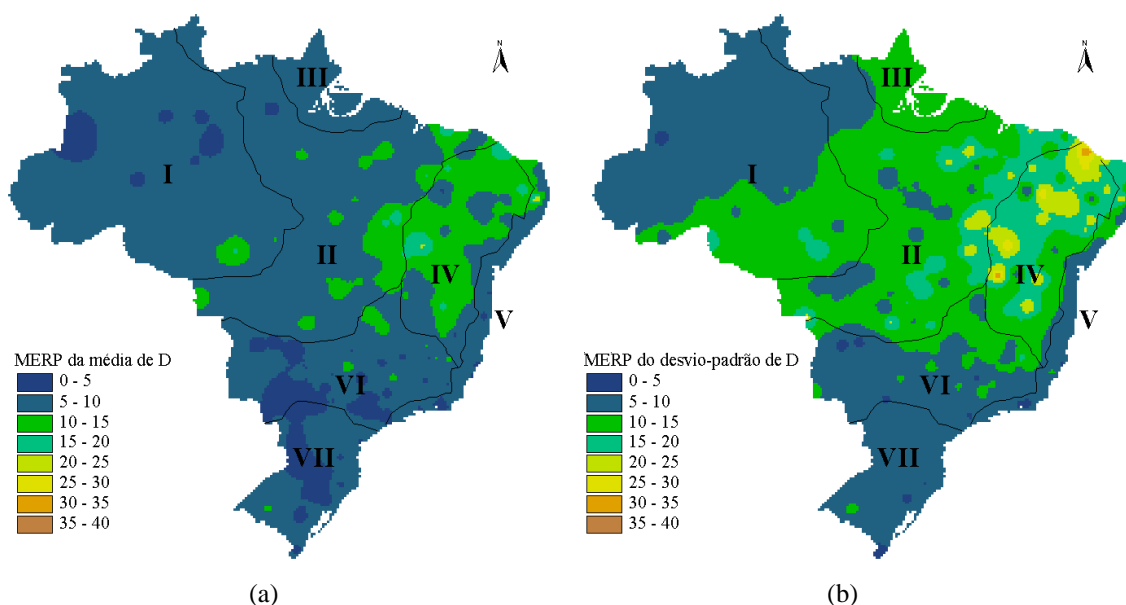 N
III
I
II
IV
V
VI
VII
MERP da média de D
0 - 5
5 - 10
10 - 15
15 - 20
20 - 25
25 - 30
30 - 35
35 - 40
(a)
N
III
I
II
IV
V
VI
VII
MERP do desvio-padrão de D
0 - 5
5 - 10
10 - 15
15 - 20
20 - 25
25 - 30
30 - 35
35 - 40
(b)